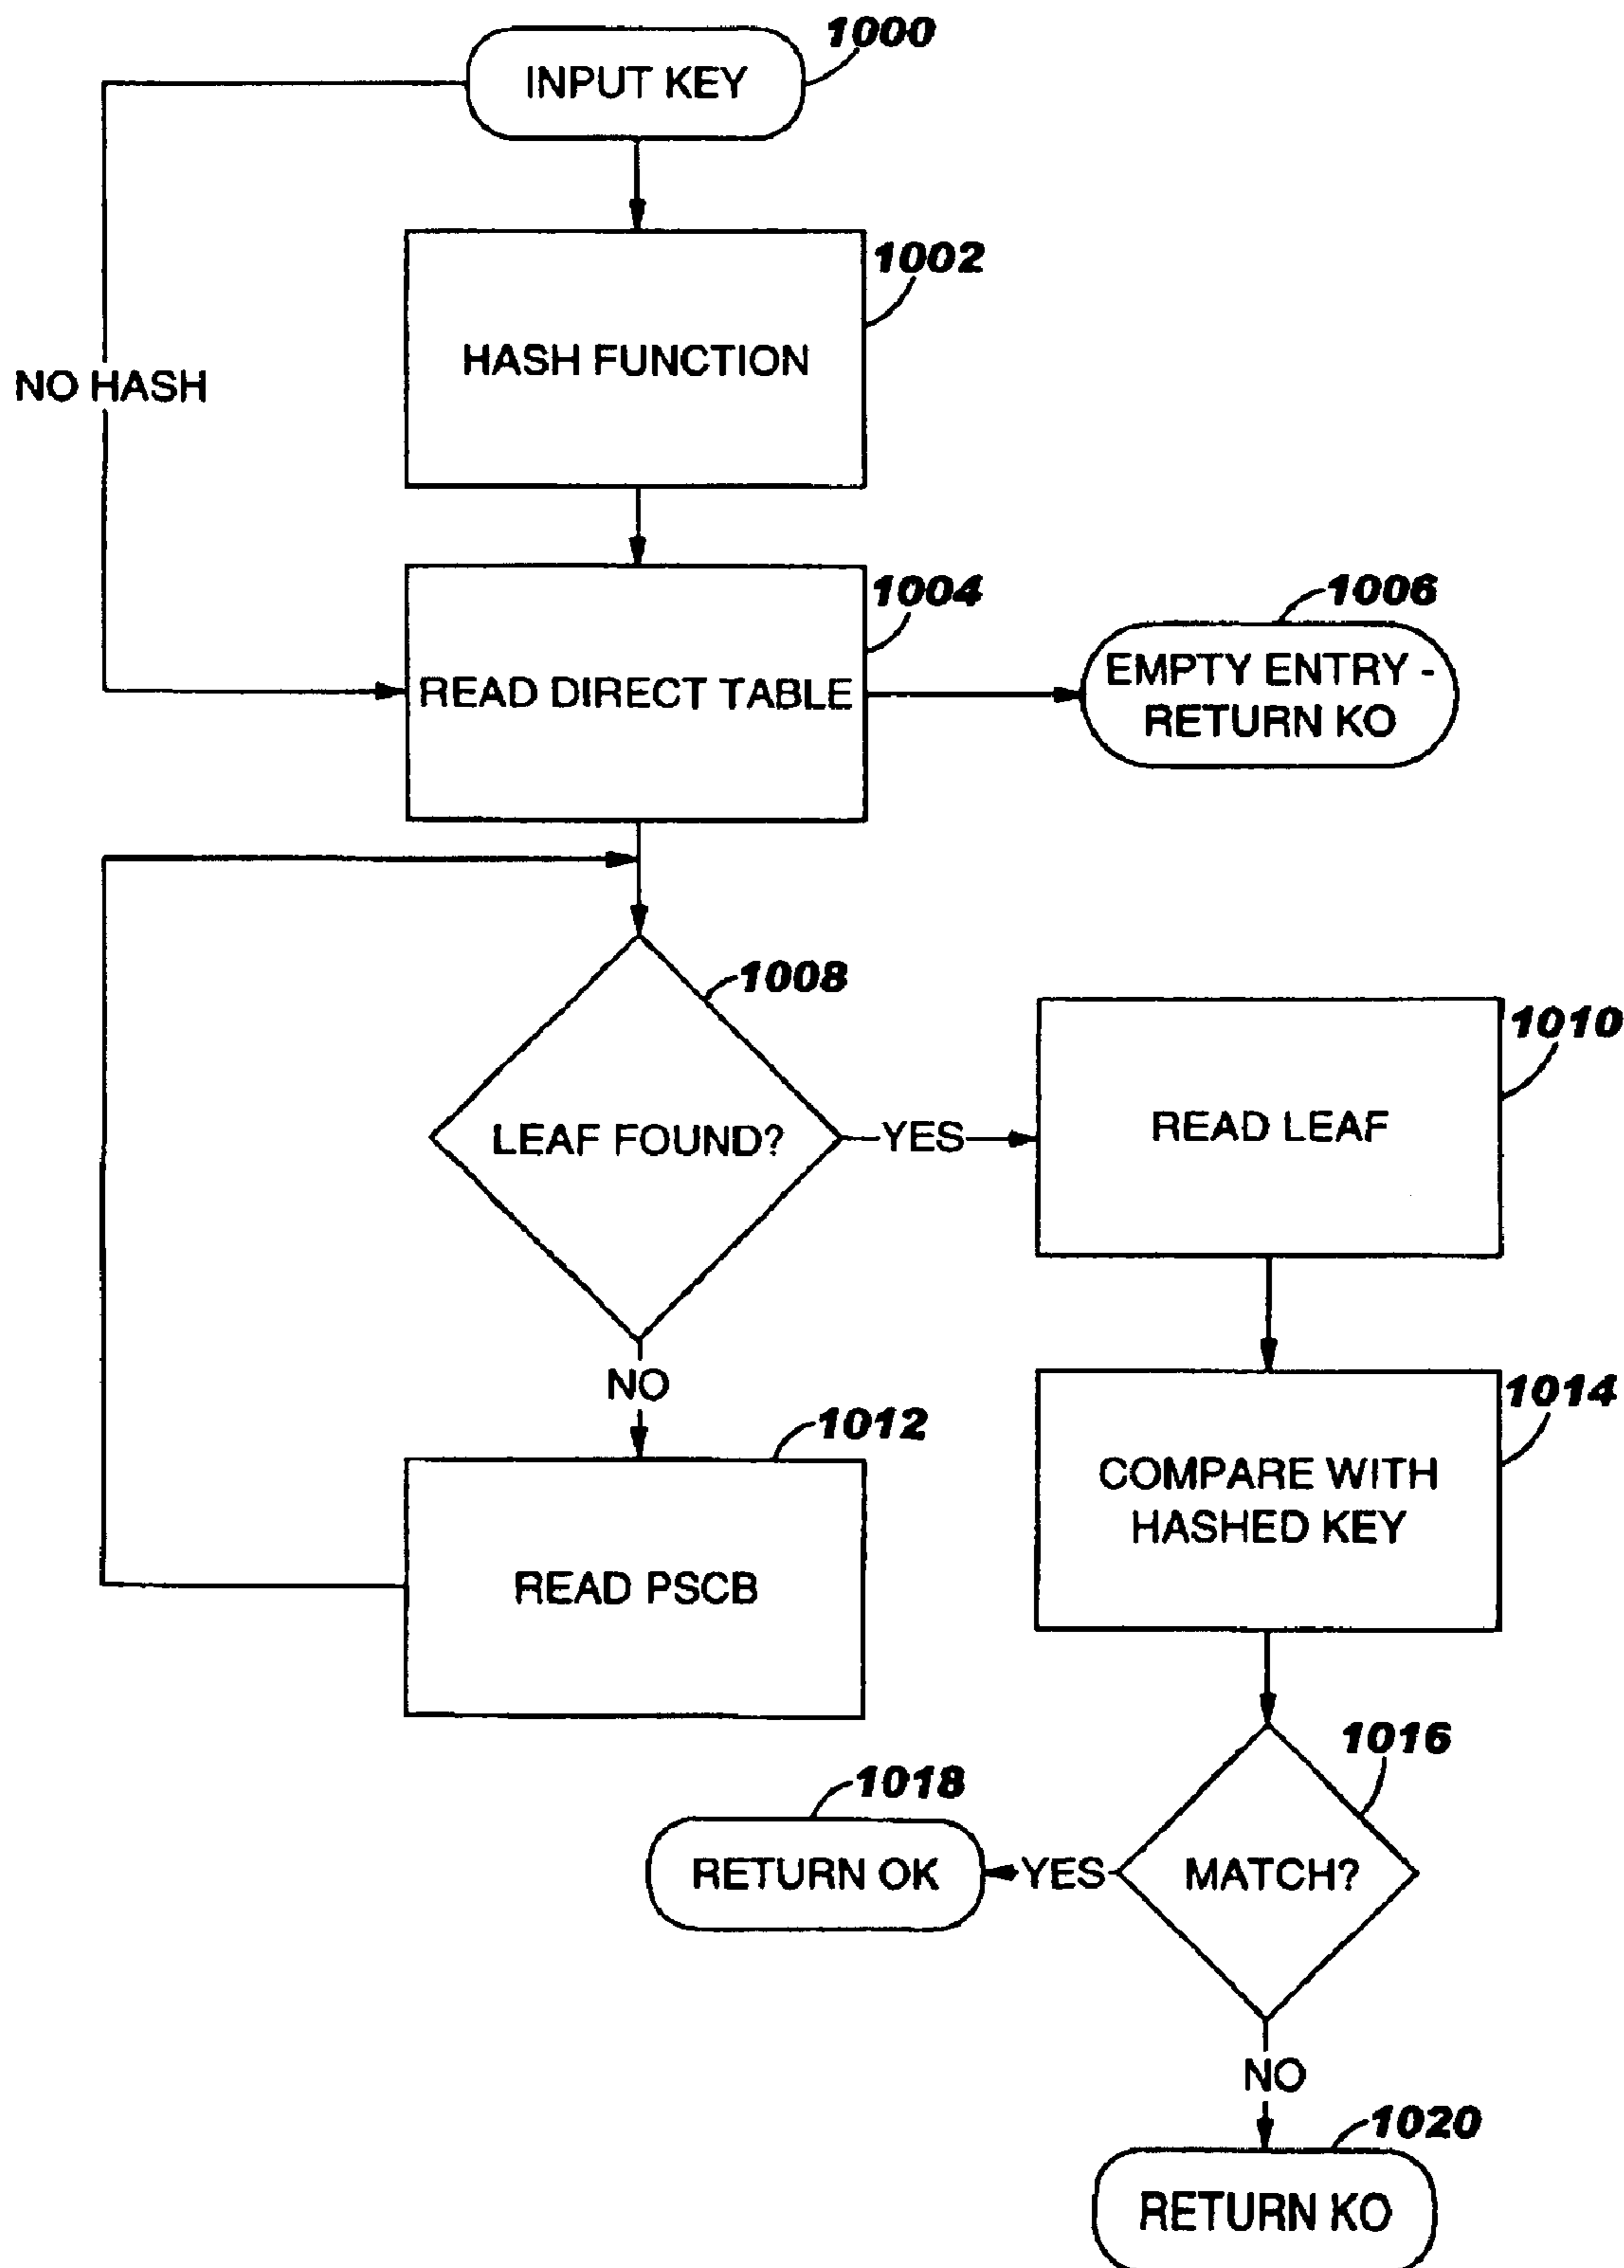 1000
INPUT KEY
1002
HASH FUNCTION
NO HASH
1004
READ DIRECT TABLE
1006
EMPTY ENTRY -
RETURN KO
1008
LEAF FOUND?
YES
1010
READ LEAF
NO
1012
READ PSCB
1014
COMPARE WITH
HASHED KEY
1016
MATCH?
YES
1018
RETURN OK
NO
1020
RETURN KO